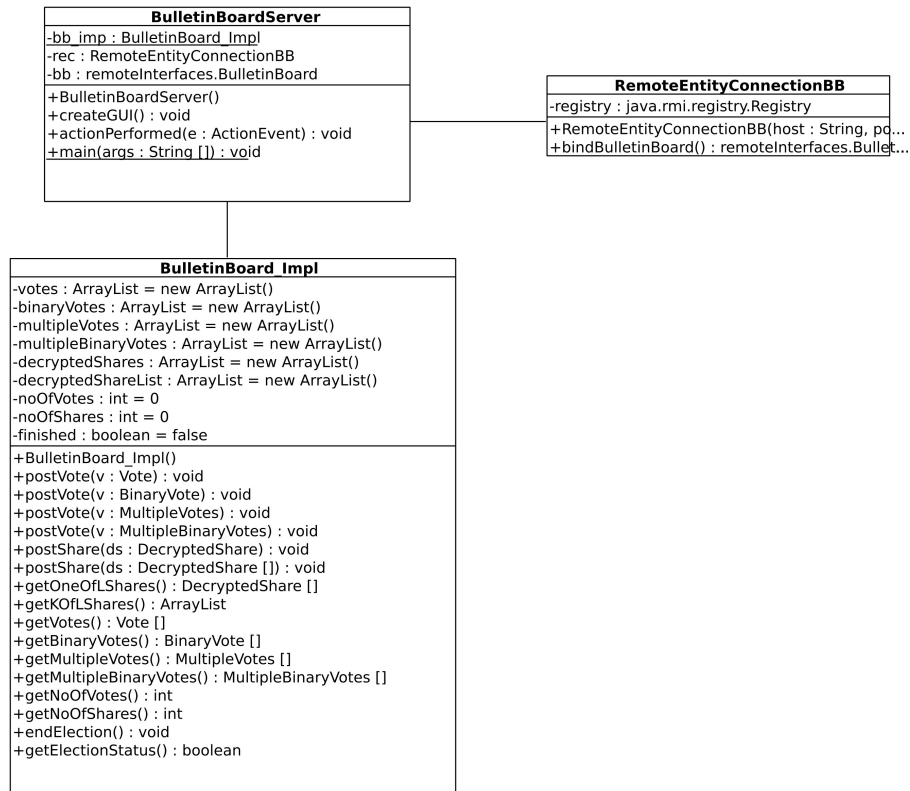 BulletinBoardServer
-bb_imp : BulletinBoard_Impl
-rec : RemoteEntityConnectionBB
-bb : remoteInterfaces.BulletinBoard
+BulletinBoardServer()
+createGUI() : void
+actionPerformed(e : ActionEvent) : void
+main(args : String []) : void
RemoteEntityConnectionBB
-registry : java.rmi.registry.Registry
+RemoteEntityConnectionBB(host : String, po...
+bindBulletinBoard() : remoteInterfaces.Bullet...
BulletinBoard_Impl
-votes : ArrayList = new ArrayList()
-binaryVotes : ArrayList = new ArrayList()
-multipleVotes : ArrayList = new ArrayList()
-multipleBinaryVotes : ArrayList = new ArrayList()
-decryptedShares : ArrayList = new ArrayList()
-decryptedShareList : ArrayList = new ArrayList()
-noOfVotes : int = 0
-noOfShares : int = 0
-finished : boolean = false
+BulletinBoard_Impl()
+postVote(v : Vote) : void
+postVote(v : BinaryVote) : void
+postVote(v : MultipleVotes) : void
+postVote(v : MultipleBinaryVotes) : void
+postShare(ds : DecryptedShare) : void
+postShare(ds : DecryptedShare []) : void
+getOneOfLShares() : DecryptedShare []
+getKOfLShares() : ArrayList
+getVotes() : Vote []
+getBinaryVotes() : BinaryVote []
+getMultipleVotes() : MultipleVotes []
+getMultipleBinaryVotes() : MultipleBinaryVotes []
+getNoOfVotes() : int
+getNoOfShares() : int
+endElection() : void
+getElectionStatus() : boolean